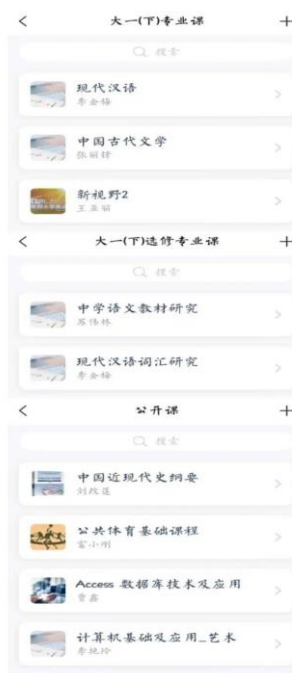 大一(下)专业课
搜索
现代汉语
李金梅
中国古代文学
张丽锋
新视野2
王亚丽
大一(下)选修专业课
搜索
中学语文教材研究
苏伟林
现代汉语词汇研究
李金梅
公开课
搜索
中国近现代史纲要
刘改莲
公共体育基础课程
富小刚
Access 数据库技术及应用
曹鑫
计算机基础及应用_艺术
李艳玲